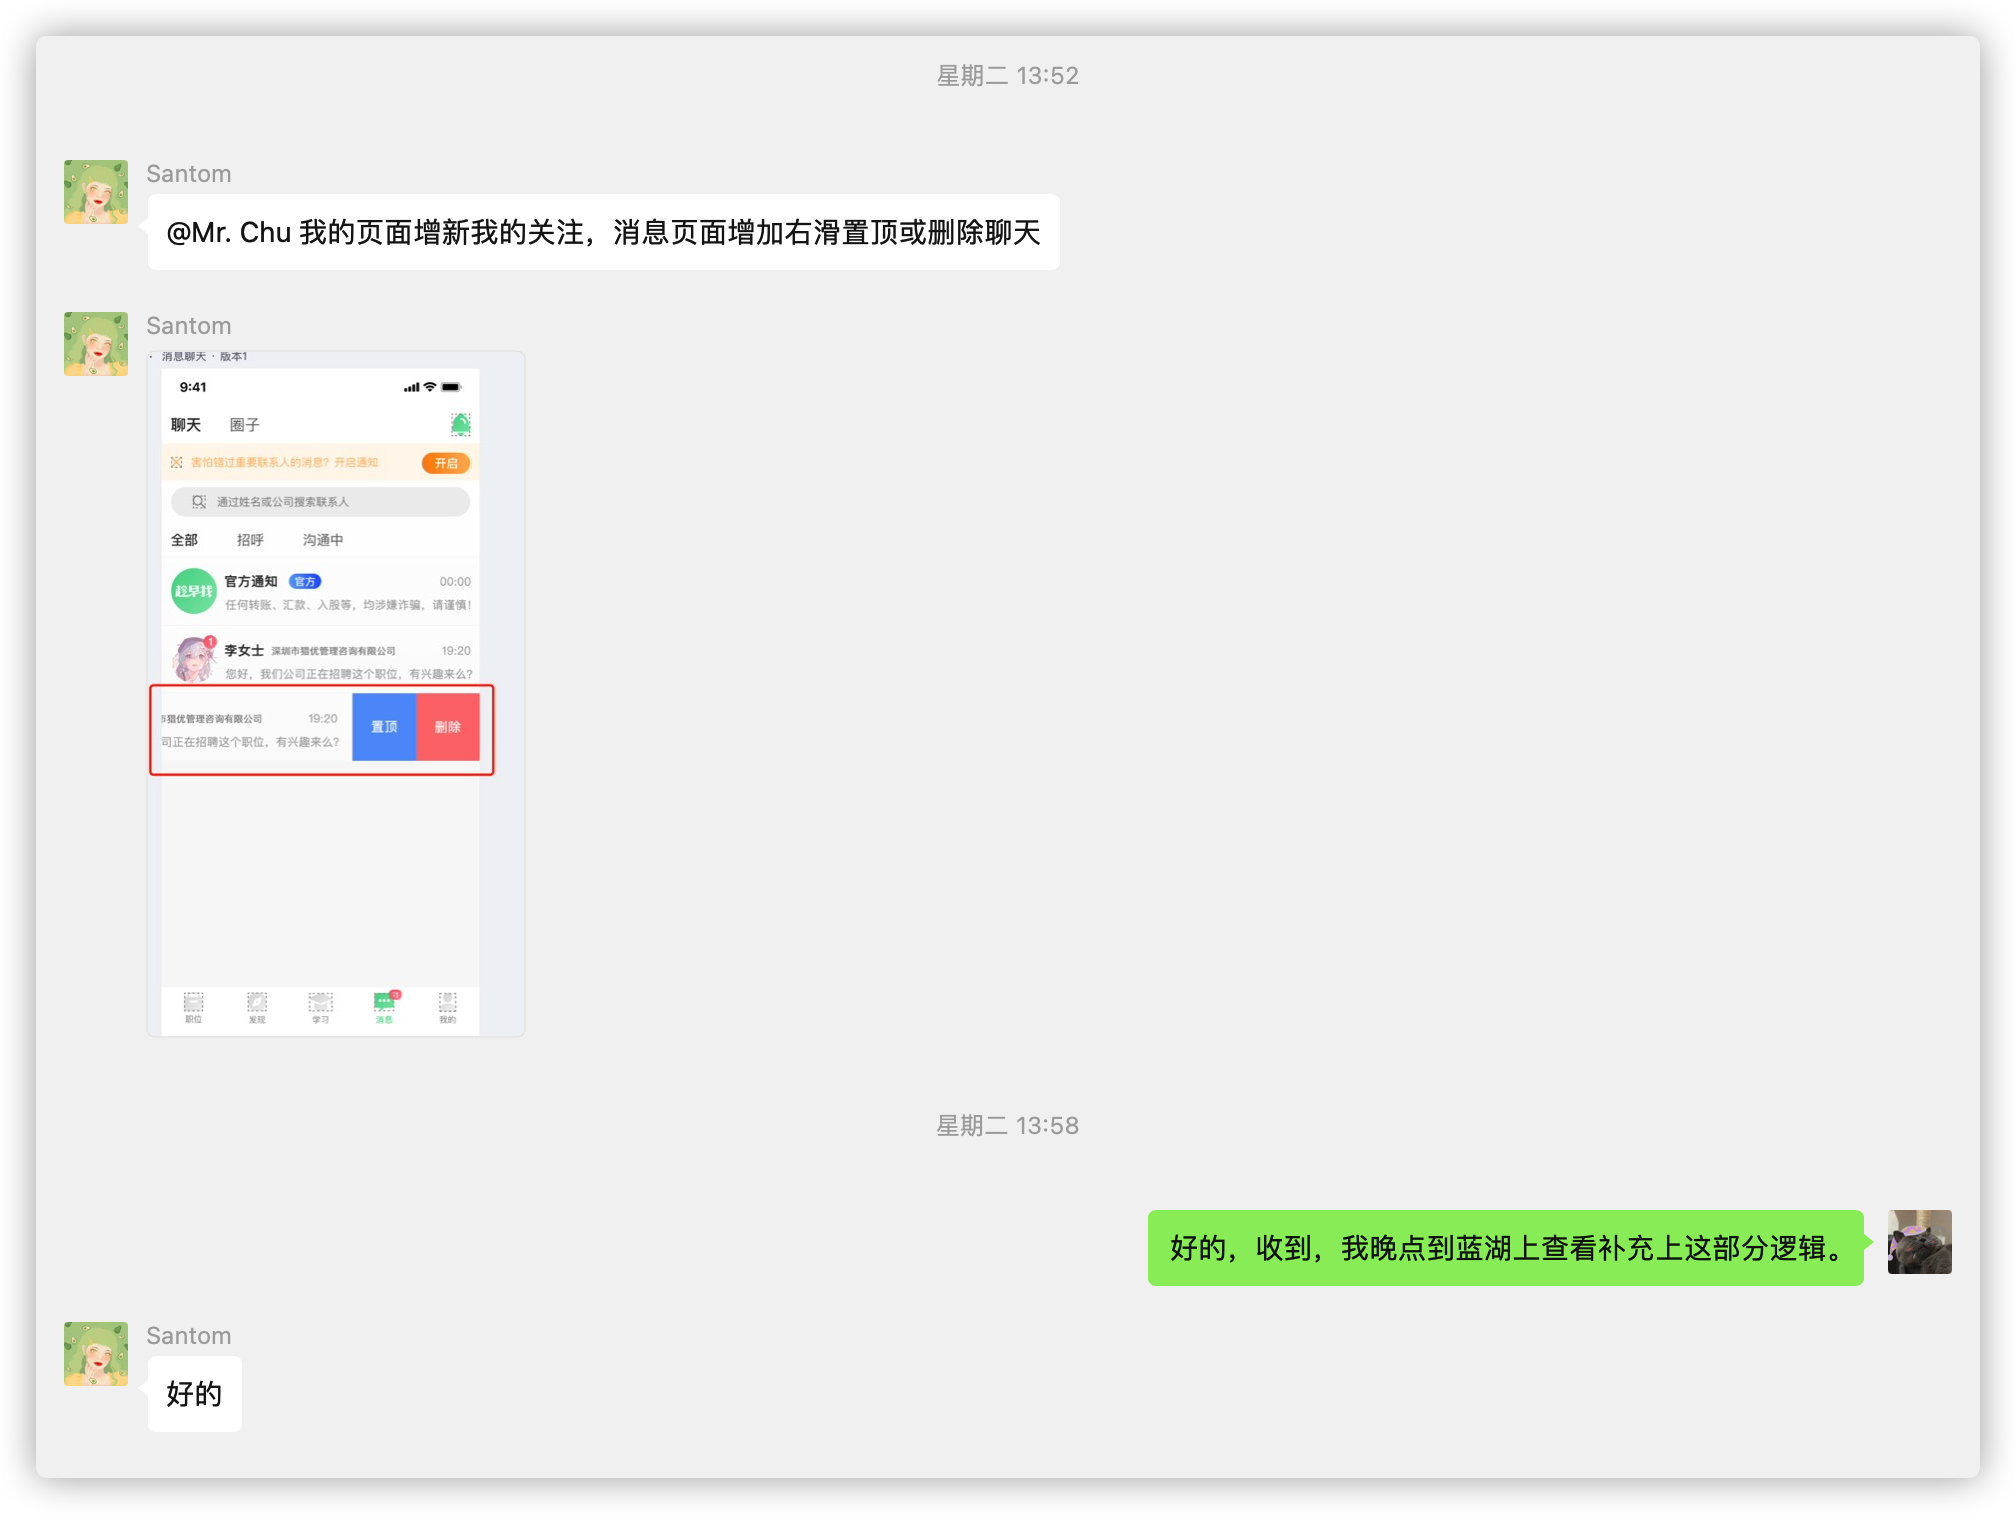 星期二 13:52
Santom
@Mr. Chu 我的页面增新我的关注，消息页面增加右滑置顶或删除聊天
Santom
· 消息聊天 · 版本1
9:41
聊天 圈子
害怕错过重要联系人的消息？开启通知 开启
通过姓名或公司搜索联系人
全部 招呼 沟通中
趁早找 官方通知 官方 00:00
任何转账、汇款、入股等，均涉嫌诈骗，请谨慎！
1 李女士 深圳市猎优管理咨询有限公司 19:20
您好，我们公司正在招聘这个职位，有兴趣来么？
猎优管理咨询有限公司 19:20
司正在招聘这个职位，有兴趣来么？
置顶 删除
15
职位 发现 学习 消息 我的
星期二 13:58
好的，收到，我晚点到蓝湖上查看补充上这部分逻辑。
Santom
好的